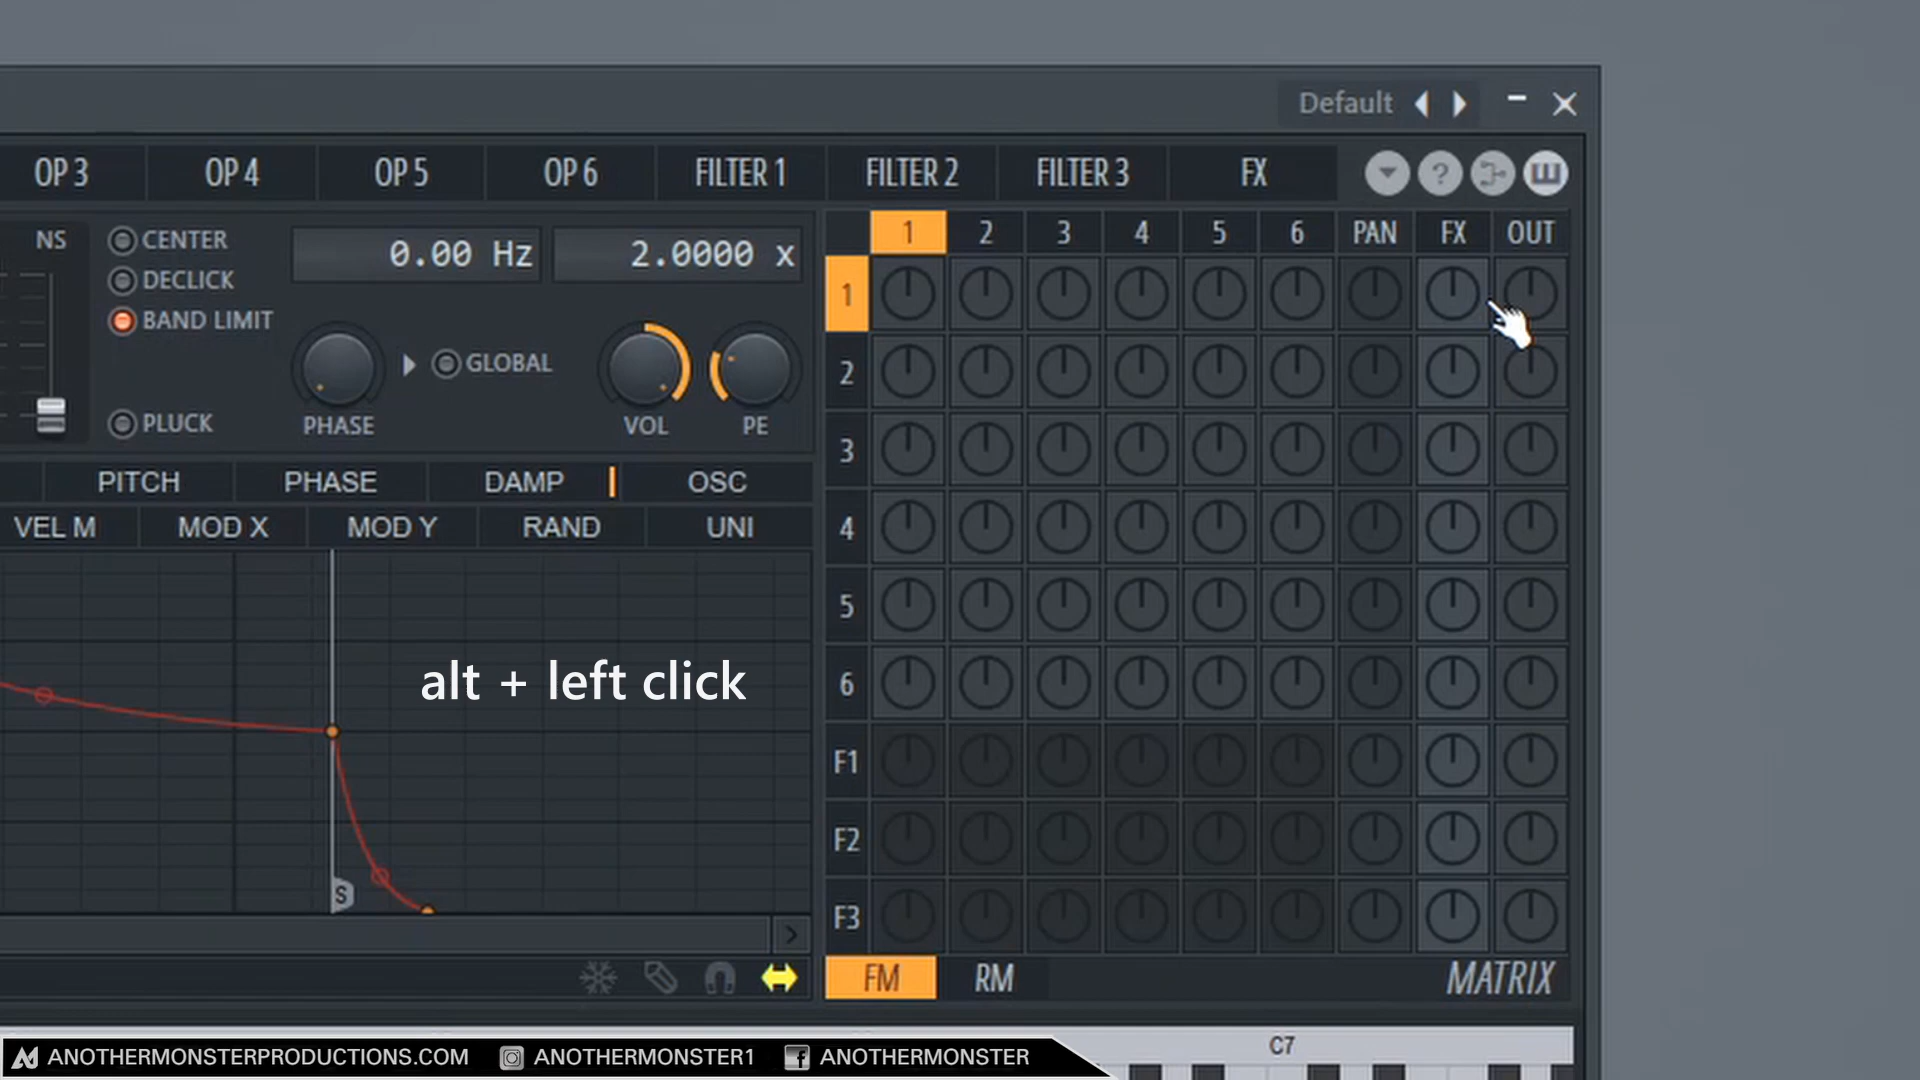 Default
OP 3 OP 4 OP 5 OP 6 FILTER 1 FILTER 2 FILTER 3 FX ?
NS
CENTER
DECLICK
BAND LIMIT
PLUCK
0.00 Hz 2.0000 x
PHASE
GLOBAL
VOL
PE
PITCH PHASE DAMP OSC
VEL M MOD X MOD Y RAND UNI
alt + left click
S
1 2 3 4 5 6 PAN FX OUT
1
2
3
4
5
6
F1
F2
F3
FM RM MATRIX
C7
ANOTHERMONSTERPRODUCTIONS.COM ANOTHERMONSTER1 ANOTHERMONSTER